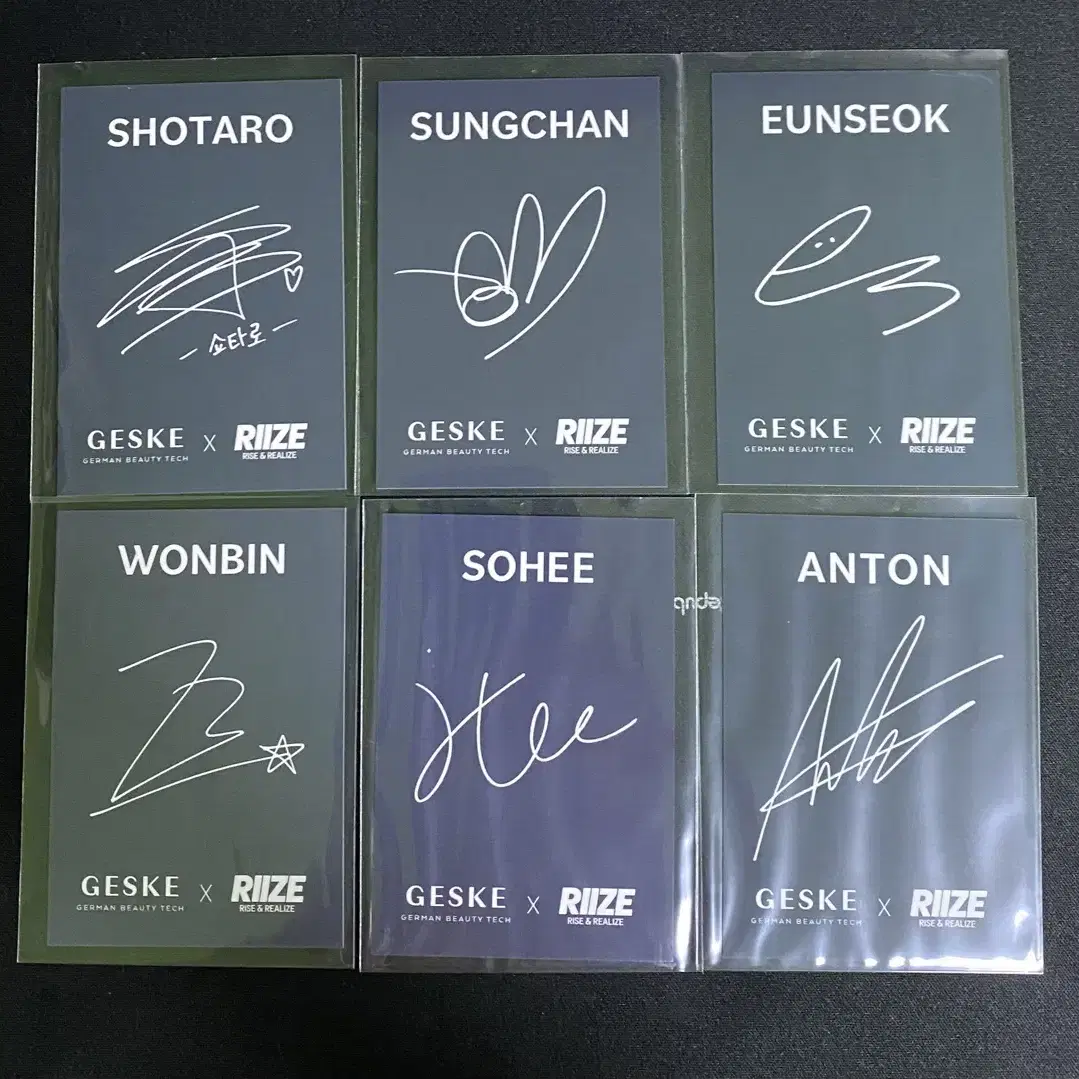 SHOTARO
- 쇼타로 -
GESKE X RIIZE
GERMAN BEAUTY TECH RISE & REALIZE
SUNGCHAN
GESKE X RIIZE
GERMAN BEAUTY TECH RISE & REALIZE
EUNSEOK
GESKE X RIIZE
GERMAN BEAUTY TECH RISE & REALIZE
WONBIN
GESKE X RIIZE
GERMAN BEAUTY TECH RISE & REALIZE
SOHEE
Hee
GESKE X RIIZE
GERMAN BEAUTY TECH RISE & REALIZE
ANTON
GESKE X RIIZE
GERMAN BEAUTY TECH RISE & REALIZE